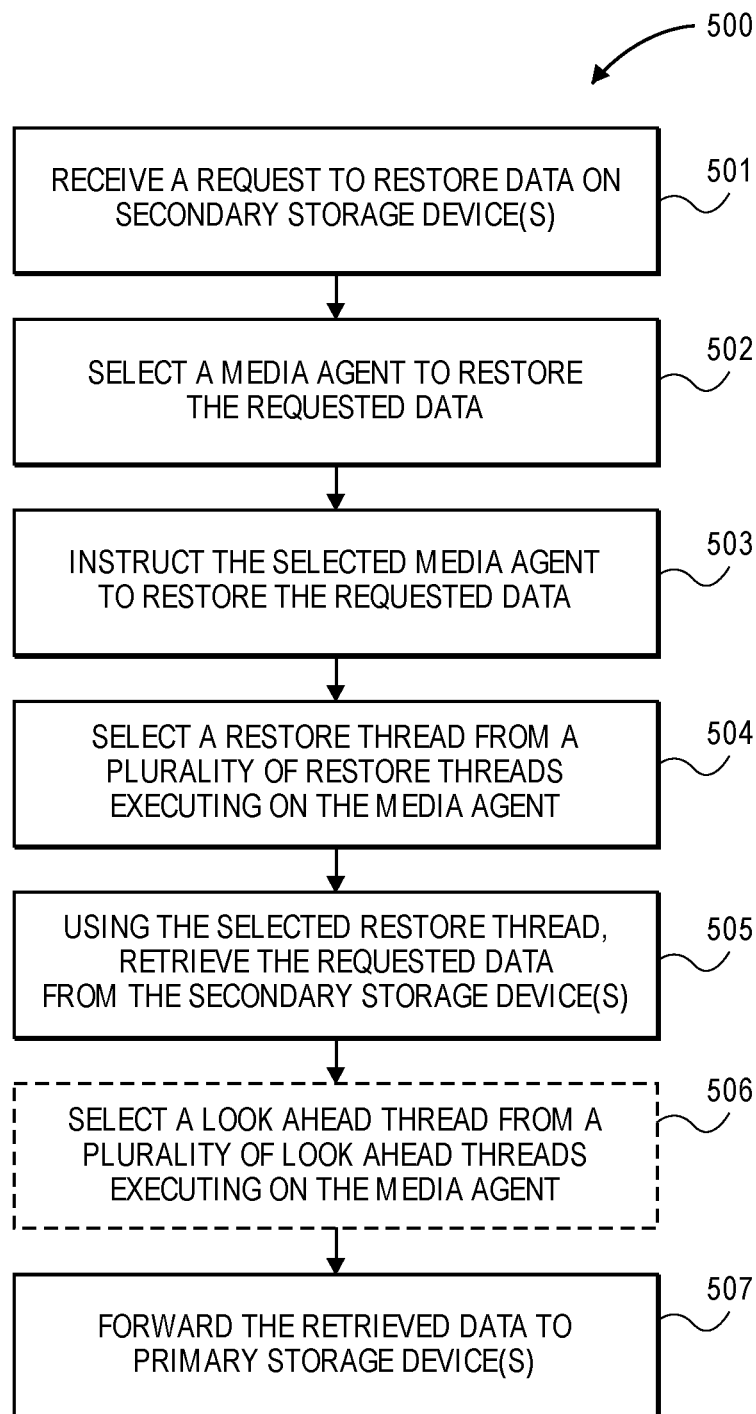 500
RECEIVE A REQUEST TO RESTORE DATA ON
SECONDARY STORAGE DEVICE(S)
501
SELECT A MEDIA AGENT TO RESTORE
THE REQUESTED DATA
502
INSTRUCT THE SELECTED MEDIA AGENT
TO RESTORE THE REQUESTED DATA
503
SELECT A RESTORE THREAD FROM A
PLURALITY OF RESTORE THREADS
EXECUTING ON THE MEDIA AGENT
504
USING THE SELECTED RESTORE THREAD,
RETRIEVE THE REQUESTED DATA
FROM THE SECONDARY STORAGE DEVICE(S)
505
SELECT A LOOK AHEAD THREAD FROM A
PLURALITY OF LOOK AHEAD THREADS
EXECUTING ON THE MEDIA AGENT
506
FORWARD THE RETRIEVED DATA TO
PRIMARY STORAGE DEVICE(S)
507